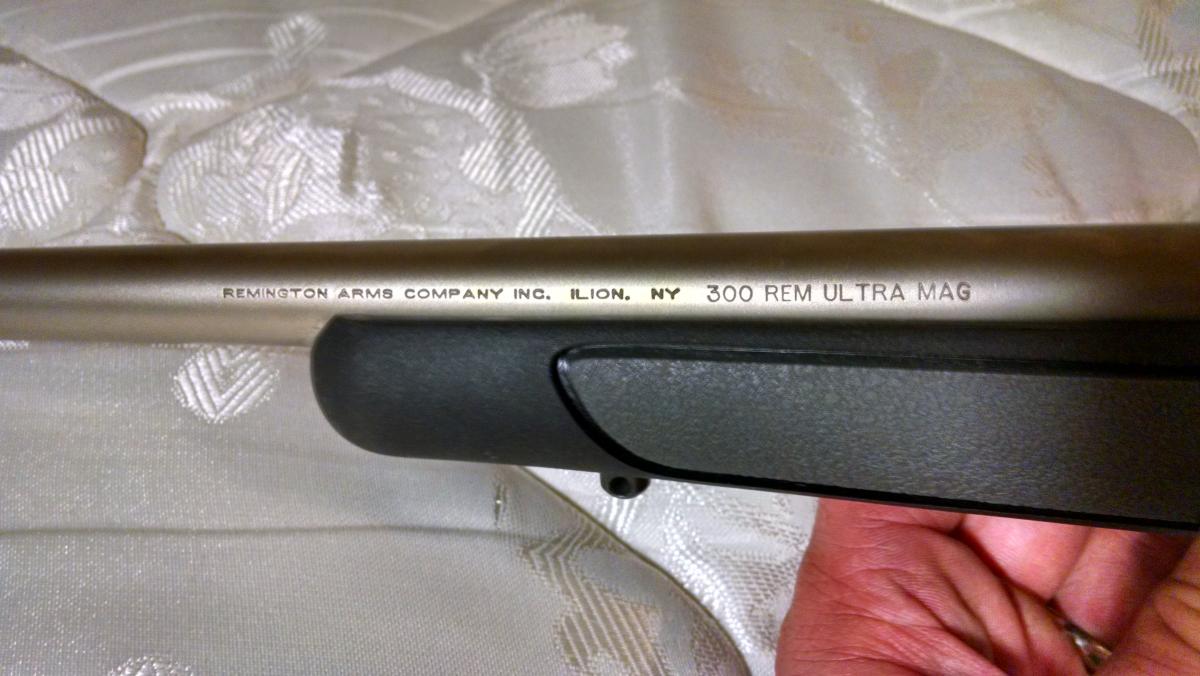 REMINGTON ARMS COMPANY INC. ILION. NY 300 REM ULTRA MAG